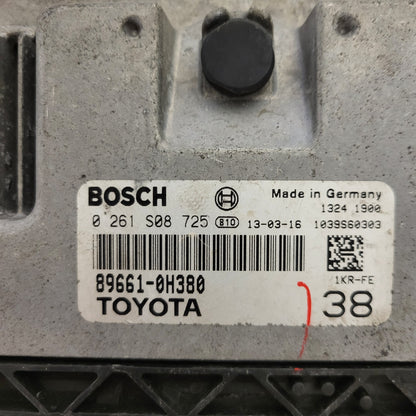 BOSCH Made in Germany
1324 1900
0 261 S08 725 B10 13-03-16 1039S60303
89661-0H380 1KR-FE
TOYOTA 38